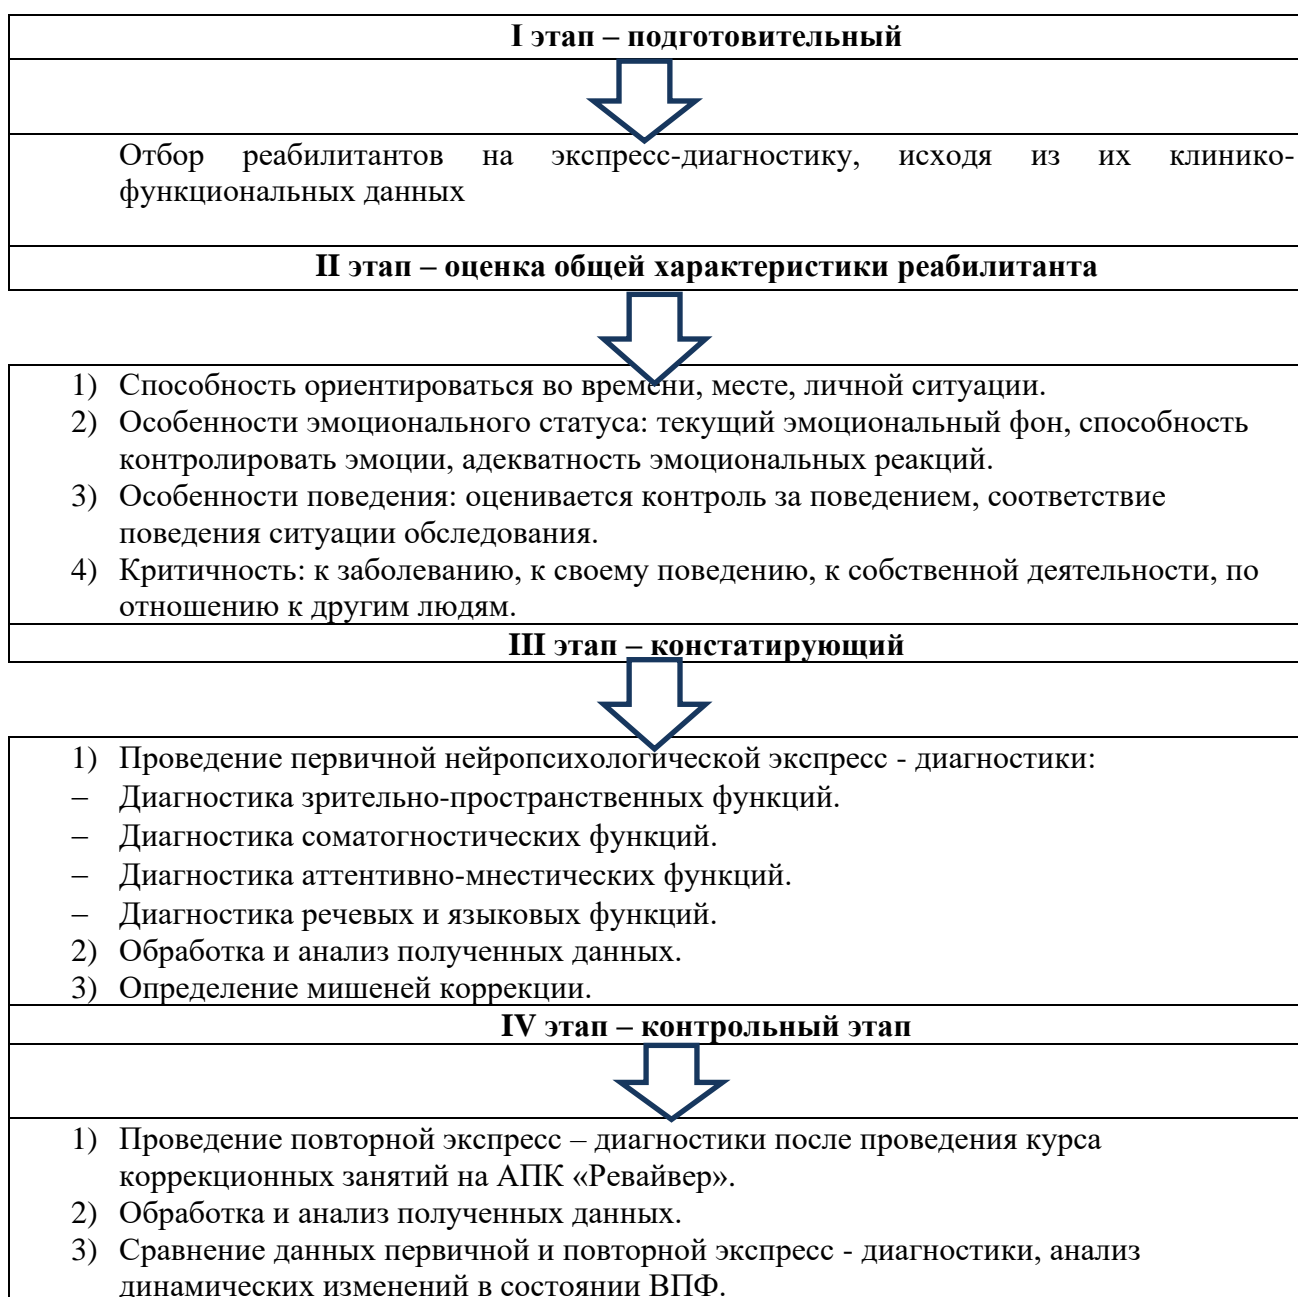 I этап – подготовительный
Отбор реабилитантов на экспресс-диагностику, исходя из их клинико-
функциональных данных
II этап – оценка общей характеристики реабилитанта
1) Способность ориентироваться во времени, месте, личной ситуации.
2) Особенности эмоционального статуса: текущий эмоциональный фон, способность
контролировать эмоции, адекватность эмоциональных реакций.
3) Особенности поведения: оценивается контроль за поведением, соответствие
поведения ситуации обследования.
4) Критичность: к заболеванию, к своему поведению, к собственной деятельности, по
отношению к другим людям.
III этап – констатирующий
1) Проведение первичной нейропсихологической экспресс - диагностики:
– Диагностика зрительно-пространственных функций.
– Диагностика соматогностических функций.
– Диагностика аттентивно-мнестических функций.
– Диагностика речевых и языковых функций.
2) Обработка и анализ полученных данных.
3) Определение мишеней коррекции.
IV этап – контрольный этап
1) Проведение повторной экспресс – диагностики после проведения курса
коррекционных занятий на АПК «Ревайвер».
2) Обработка и анализ полученных данных.
3) Сравнение данных первичной и повторной экспресс - диагностики, анализ
динамических изменений в состоянии ВПФ.